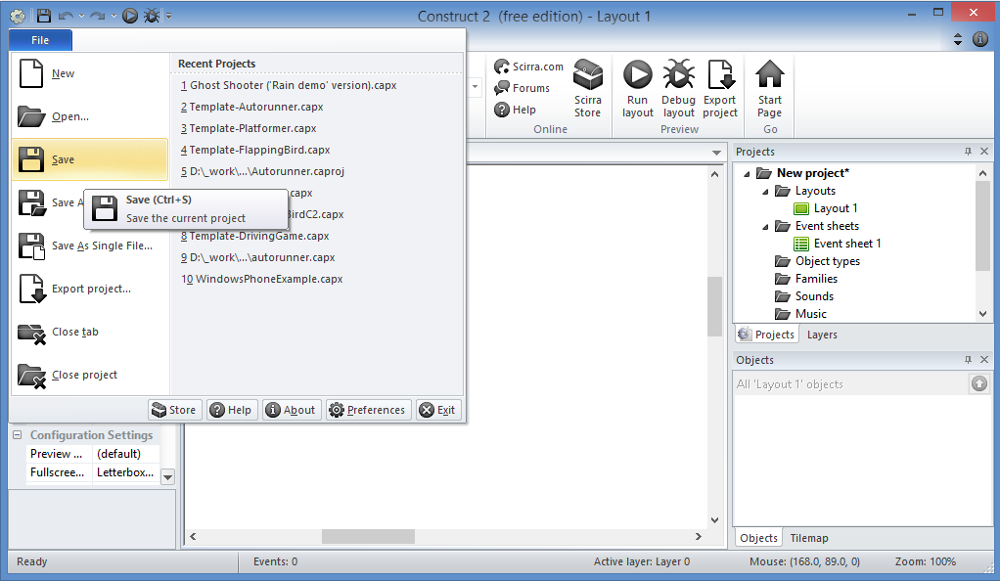 Construct 2 (free edition) - Layout 1
File
New
Open...
Save
Save A
Save As Single File...
Export project...
Close tab
Close project
Save (Ctrl+S)
Save the current project
Recent Projects
1 Ghost Shooter ('Rain demo' version).capx
2 Template-Autorunner.capx
3 Template-Platformer.capx
4 Template-FlappingBird.capx
5 D:\_work\...\Autorunner.caproj
.capx
BirdC2.capx
8 Template-DrivingGame.capx
9 D:\_work\...\autorunner.capx
10 WindowsPhoneExample.capx
Store
Help
About
Preferences
Exit
Scirra.com
Forums
Help
Scirra
Store
Online
Run
layout
Debug
layout
Export
project
Preview
Start
Page
Go
Projects
New project*
Layouts
Layout 1
Event sheets
Event sheet 1
Object types
Families
Sounds
Music
Projects
Layers
Objects
All 'Layout 1' objects
Objects
Tilemap
Configuration Settings
Preview ... (default)
Fullscree... Letterbox...
Ready
Events: 0
Active layer: Layer 0
Mouse: (168.0, 89.0, 0)
Zoom: 100%